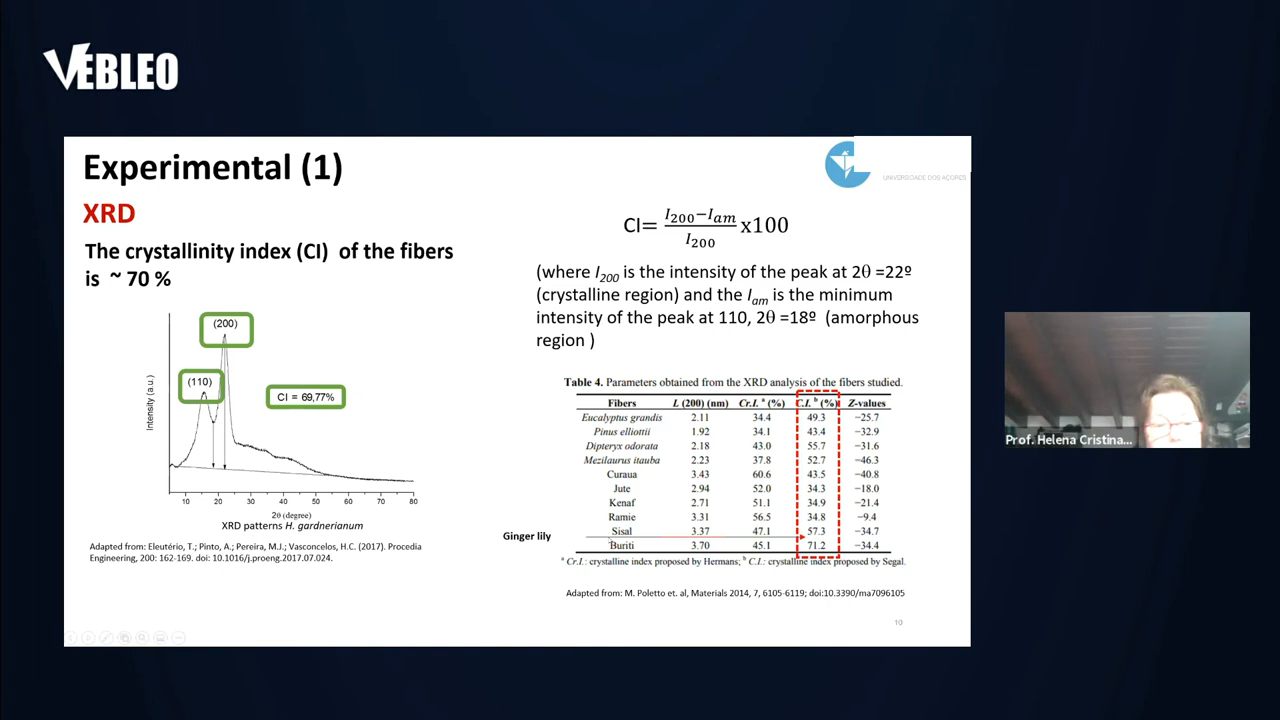 VEBLEO
Experimental (1)
UNIVERSIDADE DOS AÇORES
XRD
The crystallinity index (CI) of the fibers
is ~ 70 %
CI= I200−Iam / I200 x100
(where I200 is the intensity of the peak at 2θ =22º
(crystalline region) and the Iam is the minimum
intensity of the peak at 110, 2θ =18º (amorphous
region )
(200)
(110)
CI = 69,77%
Intensity (a.u.)
10 20 30 40 50 60 70 80
2θ (degree)
XRD patterns H. gardnerianum
Adapted from: Eleutério, T.; Pinto, A.; Pereira, M.J.; Vasconcelos, H.C. (2017). Procedia
Engineering, 200: 162-169. doi: 10.1016/j.proeng.2017.07.024.
Table 4. Parameters obtained from the XRD analysis of the fibers studied.
Fibers L (200) (nm) Cr.I. a (%) C.I. b (%) Z-values
Eucalyptus grandis 2.11 34.4 49.3 −25.7
Pinus elliottii 1.92 34.1 43.4 −32.9
Dipteryx odorata 2.18 43.0 55.7 −31.6
Mezilaurus itauba 2.23 37.8 52.7 −46.3
Curaua 3.43 60.6 43.5 −40.8
Jute 2.94 52.0 34.3 −18.0
Kenaf 2.71 51.1 34.9 −21.4
Ramie 3.31 56.5 34.8 −9.4
Sisal 3.37 47.1 57.3 −34.7
Ginger lily
Buriti 3.70 45.1 71.2 −34.4
a Cr.I.: crystalline index proposed by Hermans; b C.I.: crystalline index proposed by Segal.
Adapted from: M. Poletto et. al, Materials 2014, 7, 6105-6119; doi:10.3390/ma7096105
10
Prof. Helena Cristina...